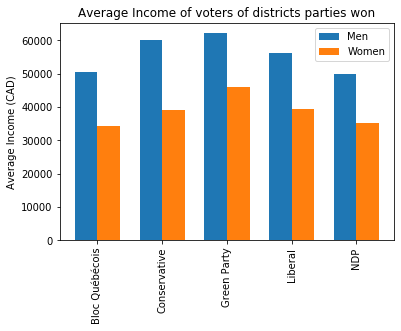 Average Income of voters of districts parties won
Men
Women
Average Income (CAD)
60000
50000
40000
30000
20000
10000
0
Bloc Québécois
Conservative
Green Party
Liberal
NDP